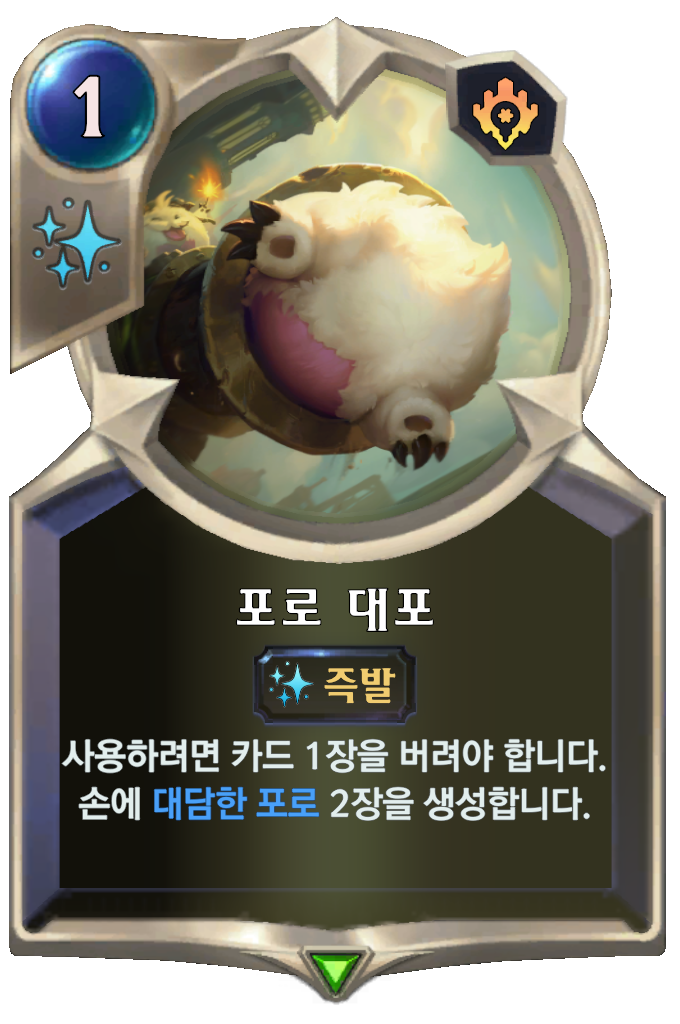 1
포로 대포
즉발
사용하려면 카드 1장을 버려야 합니다.
손에 대담한 포로 2장을 생성합니다.